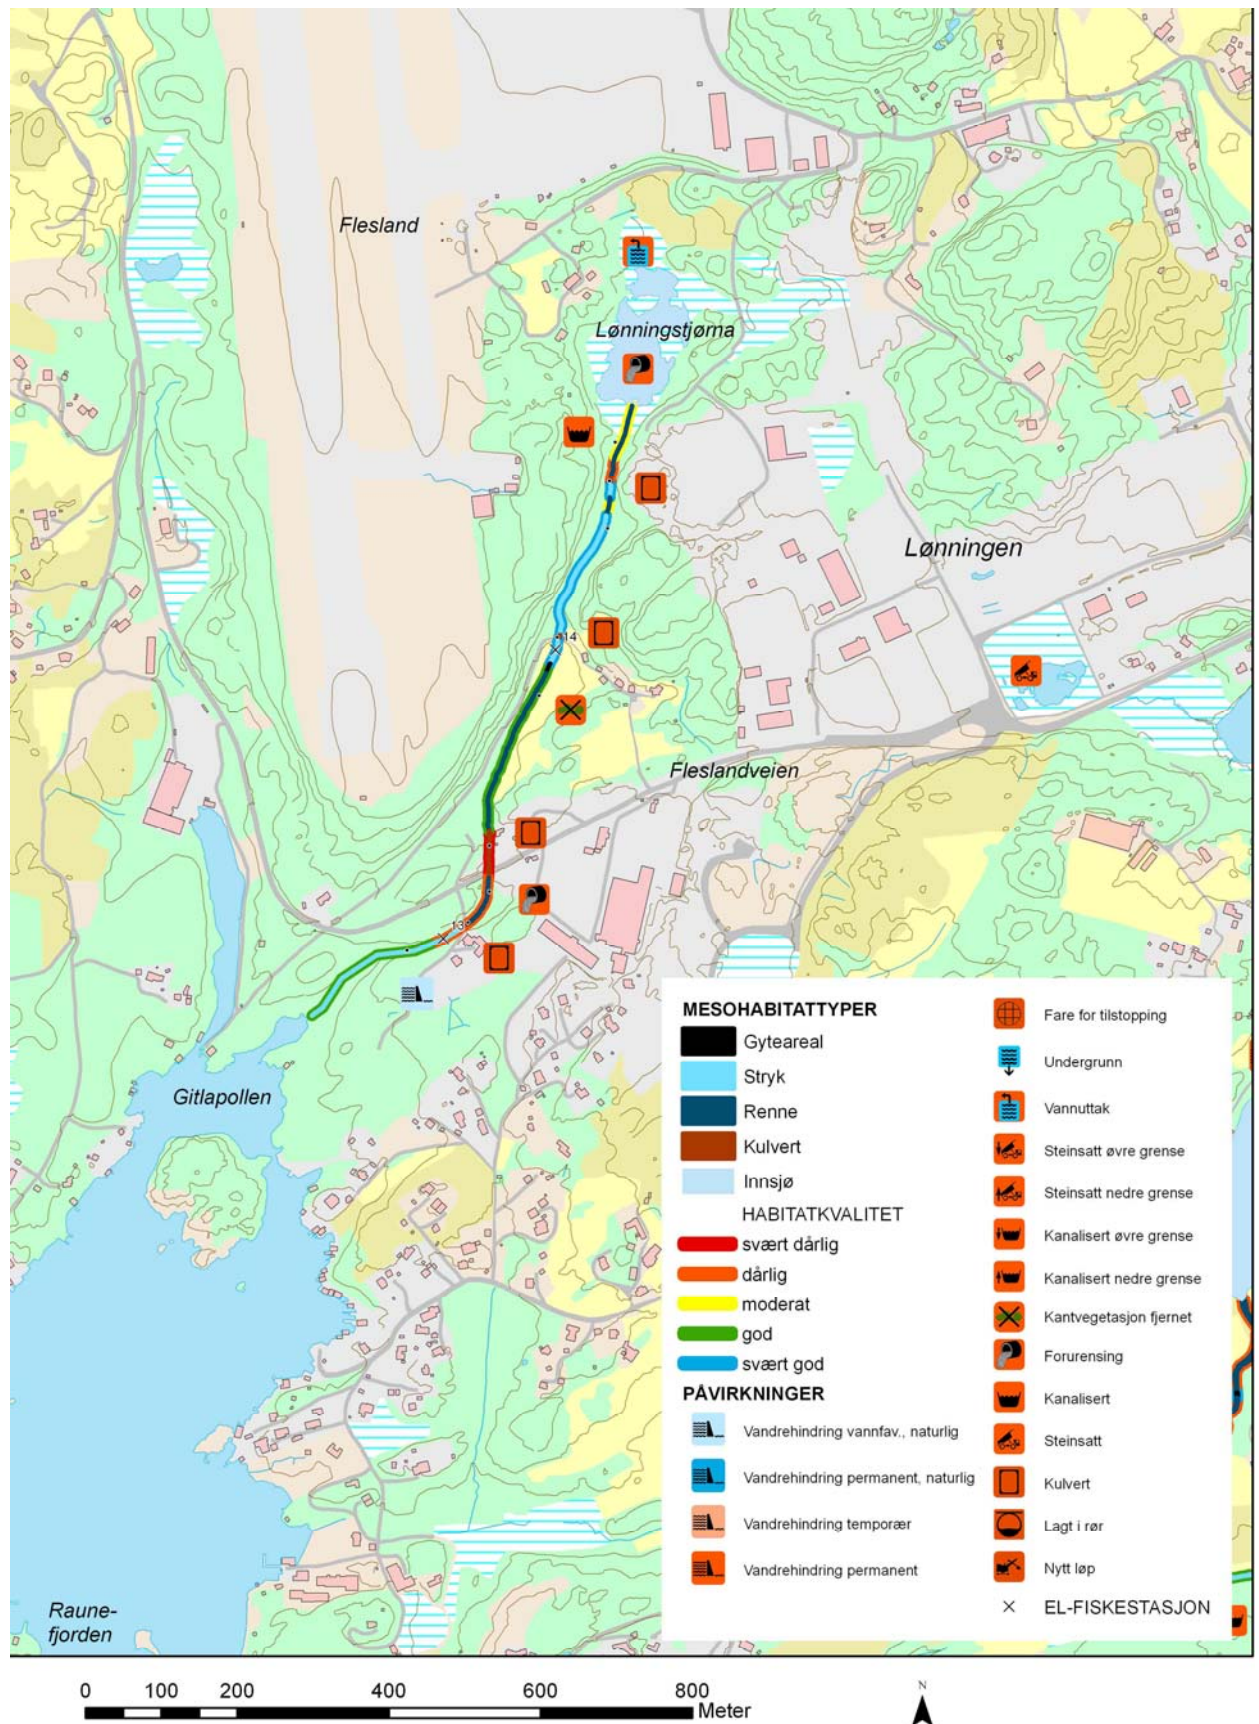 Flesland
Lønningstjørna
Lønningen
14
Fleslandveien
13
Gitlapollen
Raune-
fjorden
MESOHABITATTYPER
Gyteareal
Stryk
Renne
Kulvert
Innsjø
HABITATKVALITET
svært dårlig
dårlig
moderat
god
svært god
PÅVIRKNINGER
Vandrehindring vannfav., naturlig
Vandrehindring permanent, naturlig
Vandrehindring temporær
Vandrehindring permanent
Fare for tilstopping
Undergrunn
Vannuttak
Steinsatt øvre grense
Steinsatt nedre grense
Kanalisert øvre grense
Kanalisert nedre grense
Kantvegetasjon fjernet
Forurensing
Kanalisert
Steinsatt
Kulvert
Lagt i rør
Nytt løp
EL-FISKESTASJON
0 100 200 400 600 800 Meter
N